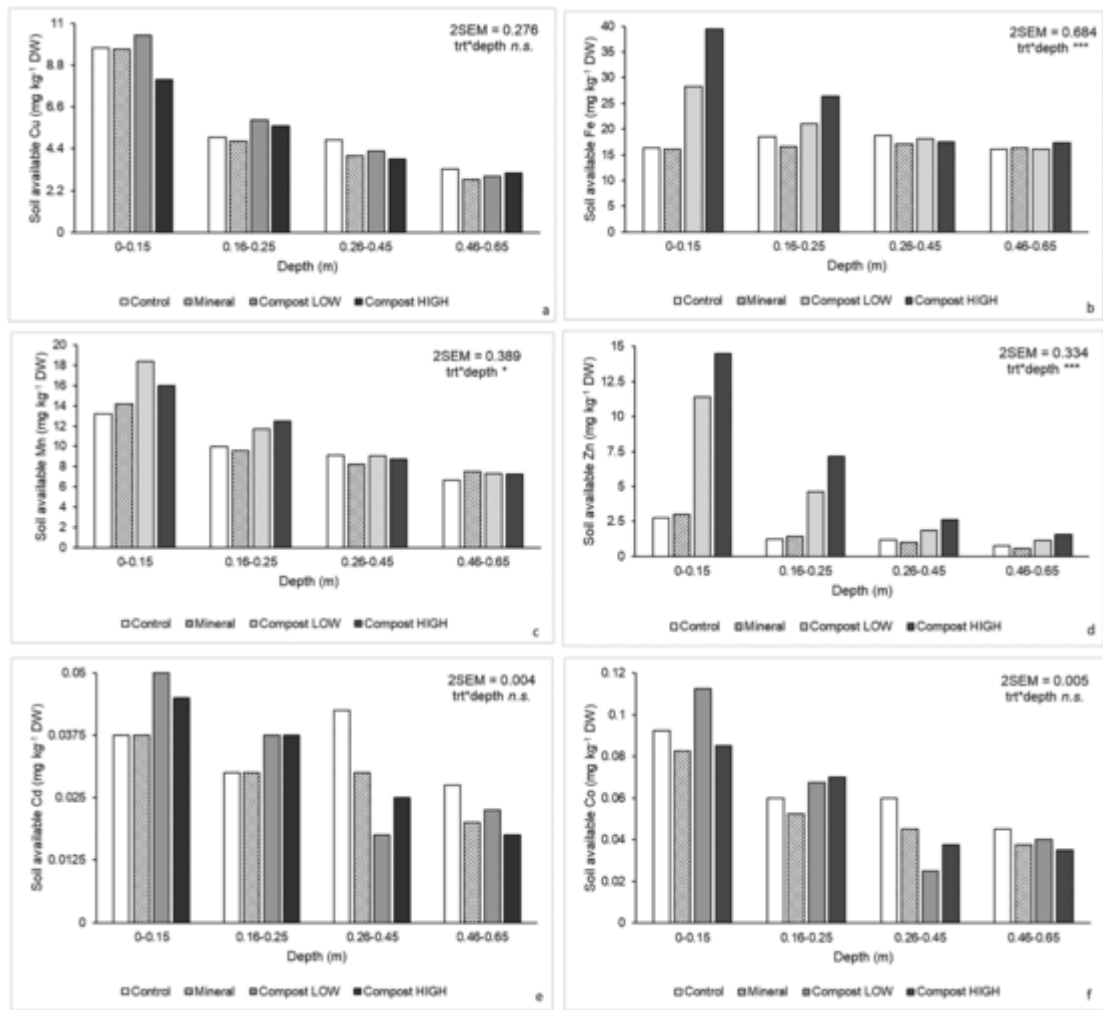 2SEM = 0.276
trt*depth n.s.
Soil available Cu (mg kg⁻¹ DW)
11
8.8
6.6
4.4
2.2
0
0-0.15 0.16-0.25 0.26-0.45 0.46-0.65
Depth (m)
Control Mineral Compost LOW Compost HIGH
a
2SEM = 0.684
trt*depth ***
Soil available Fe (mg kg⁻¹ DW)
40
35
30
25
20
15
10
5
0
0-0.15 0.16-0.25 0.26-0.45 0.46-0.65
Depth (m)
Control Mineral Compost LOW Compost HIGH
b
2SEM = 0.389
trt*depth *
Soil available Mn (mg kg⁻¹ DW)
20
18
16
14
12
10
8
6
4
2
0
0-0.15 0.16-0.25 0.26-0.45 0.46-0.65
Depth (m)
Control Mineral Compost LOW Compost HIGH
c
2SEM = 0.334
trt*depth ***
Soil available Zn (mg kg⁻¹ DW)
15
12.5
10
7.5
5
2.5
0
0-0.15 0.16-0.25 0.26-0.45 0.46-0.65
Depth (m)
Control Mineral Compost LOW Compost HIGH
d
2SEM = 0.004
trt*depth n.s.
Soil available Cd (mg kg⁻¹ DW)
0.05
0.0375
0.025
0.0125
0
0-0.15 0.16-0.25 0.26-0.45 0.46-0.65
Depth (m)
Control Mineral Compost LOW Compost HIGH
e
2SEM = 0.005
trt*depth n.s.
Soil available Co (mg kg⁻¹ DW)
0.12
0.1
0.08
0.06
0.04
0.02
0
0-0.15 0.16-0.25 0.26-0.45 0.46-0.65
Depth (m)
Control Mineral Compost LOW Compost HIGH
f